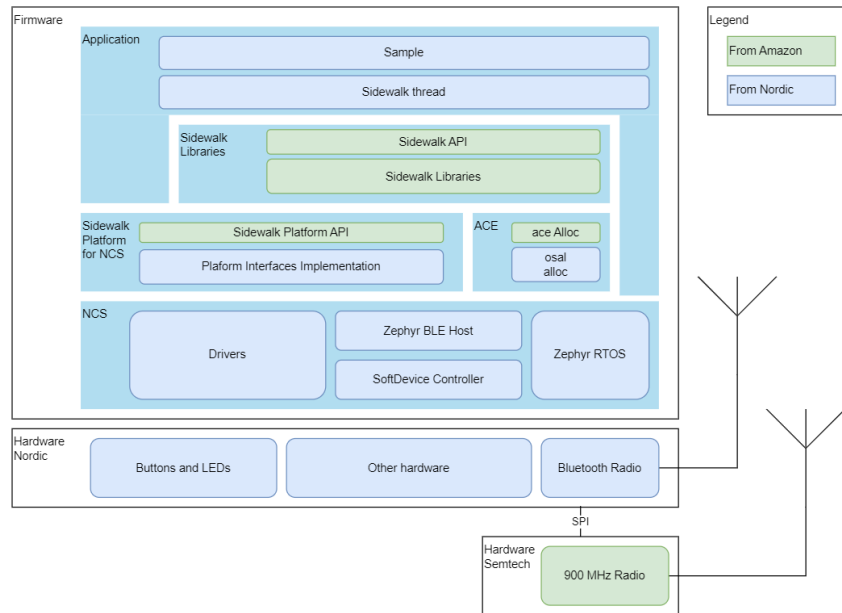 Firmware
Application
Sample
Sidewalk thread
Sidewalk
Libraries
Sidewalk API
Sidewalk Libraries
Sidewalk
Platform
for NCS
Sidewalk Platform API
Plaform Interfaces Implementation
ACE
ace Alloc
osal
alloc
NCS
Drivers
Zephyr BLE Host
SoftDevice Controller
Zephyr RTOS
Hardware
Nordic
Buttons and LEDs
Other hardware
Bluetooth Radio
SPI
Hardware
Semtech
900 MHz Radio
Legend
From Amazon
From Nordic